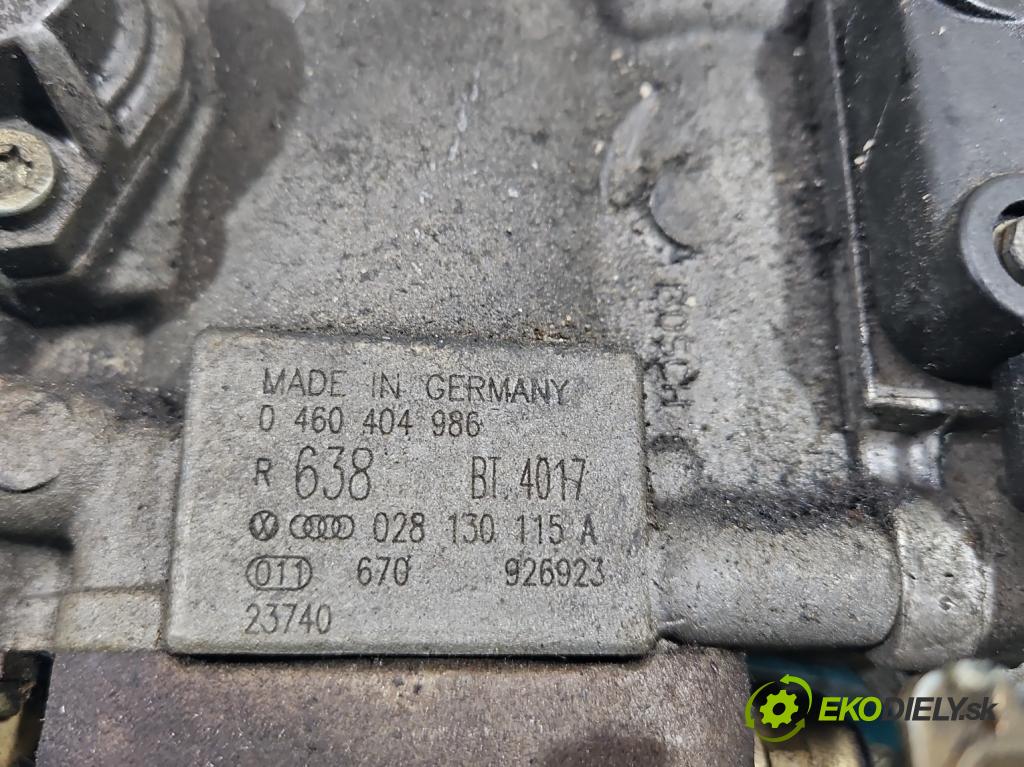 BOSCH
MADE IN GERMANY
0 460 404 986
R 638 BT. 4017
028 130 115 A
OT1 670 926923
23740
EKODIELY.sk